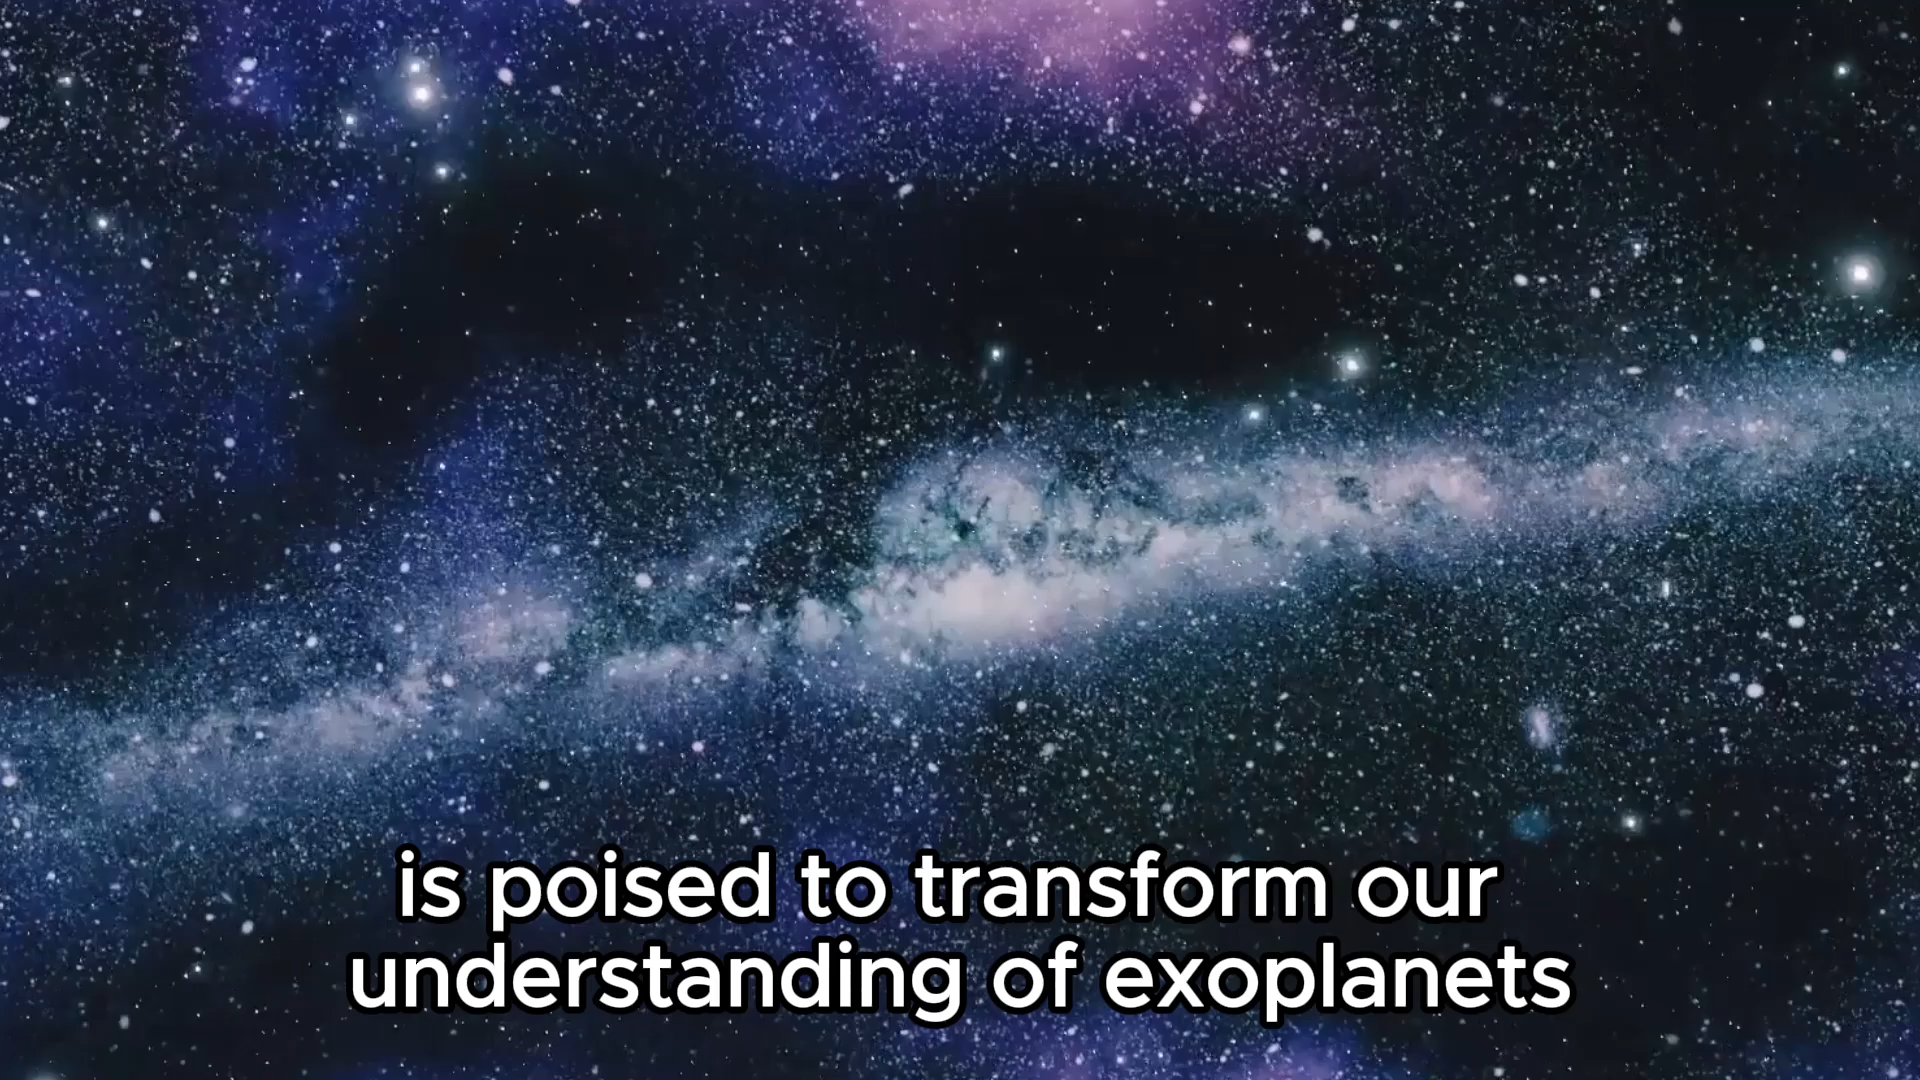 is poised to transform our
understanding of exoplanets